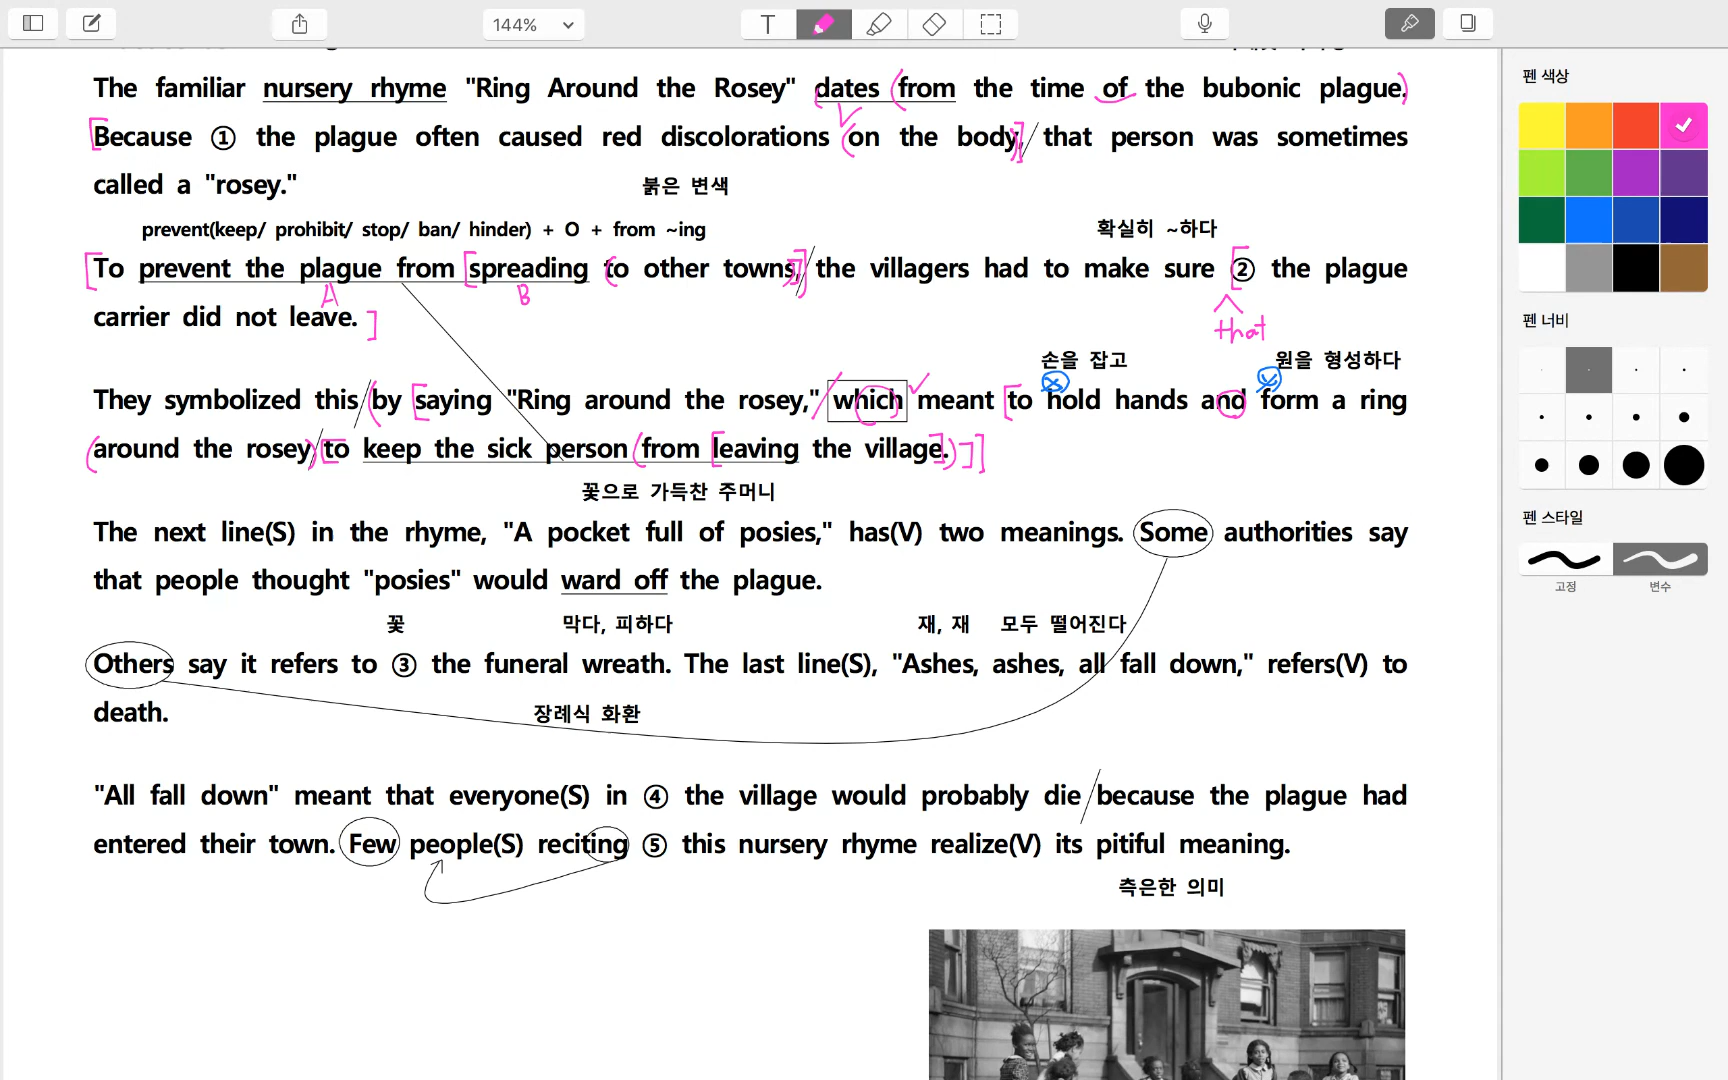 144%
T
The familiar nursery rhyme "Ring Around the Rosey" dates from the time of the bubonic plague.
Because ① the plague often caused red discolorations on the body, that person was sometimes
called a "rosey."
붉은 변색
prevent(keep/ prohibit/ stop/ ban/ hinder) + O + from ~ing
확실히 ~하다
To prevent the plague from spreading to other towns, the villagers had to make sure ② the plague
A
B
carrier did not leave.
that
손을 잡고
원을 형성하다
They symbolized this by saying "Ring around the rosey," which meant to hold hands and form a ring
around the rosey to keep the sick person from leaving the village.
꽃으로 가득찬 주머니
The next line(S) in the rhyme, "A pocket full of posies," has(V) two meanings. Some authorities say
that people thought "posies" would ward off the plague.
꽃
막다, 피하다
재, 재 모두 떨어진다
Others say it refers to ③ the funeral wreath. The last line(S), "Ashes, ashes, all fall down," refers(V) to
death.
장례식 화환
"All fall down" meant that everyone(S) in ④ the village would probably die because the plague had
entered their town. Few people(S) reciting ⑤ this nursery rhyme realize(V) its pitiful meaning.
측은한 의미
펜 색상
펜 너비
펜 스타일
고정
변수